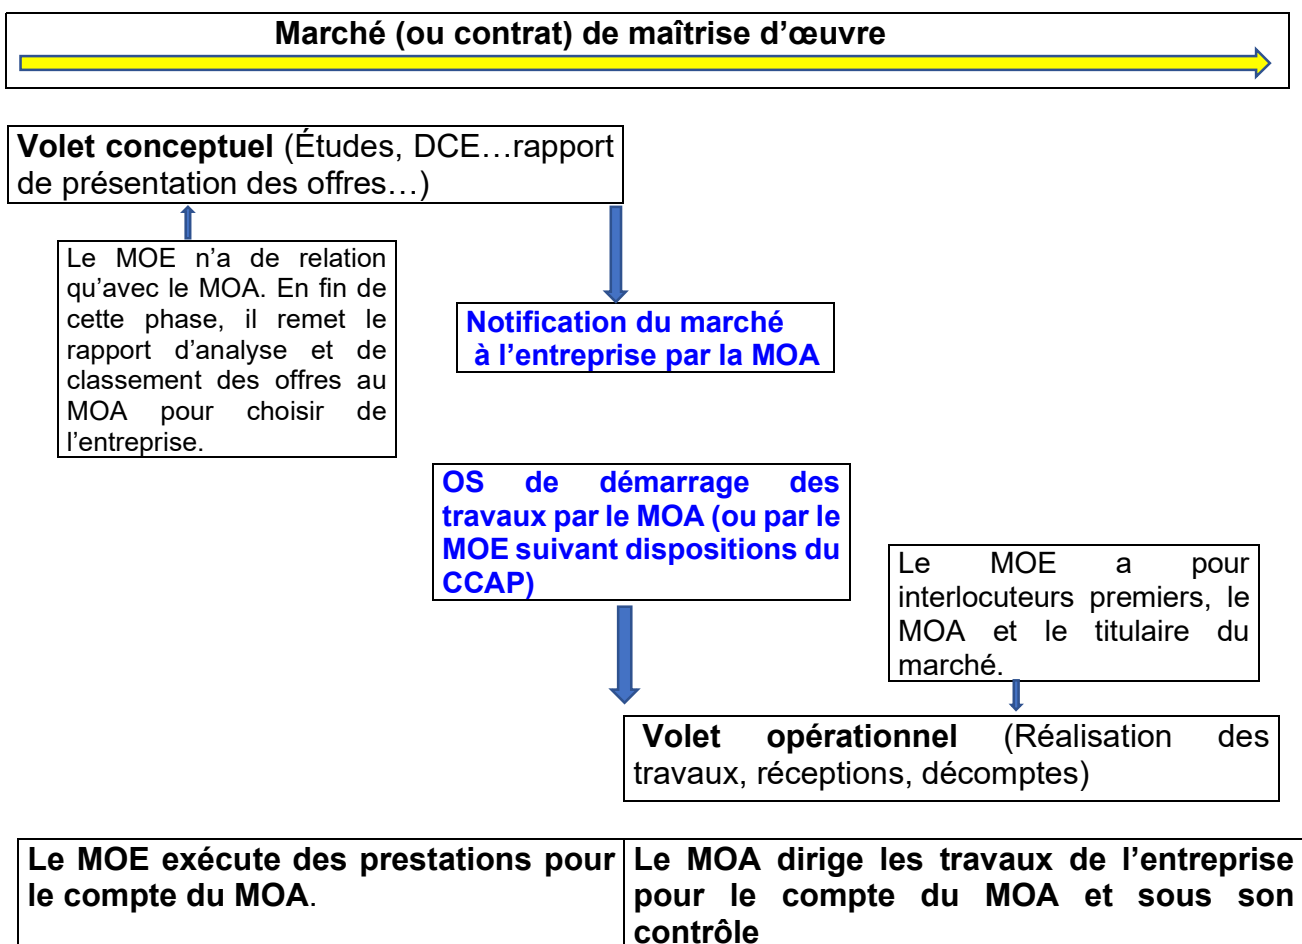 Marché (ou contrat) de maîtrise d’œuvre
Volet conceptuel (Études, DCE…rapport
de présentation des offres…)
Le MOE n’a de relation
qu’avec le MOA. En fin de
cette phase, il remet le
rapport d’analyse et de
classement des offres au
MOA pour choisir de
l’entreprise.
Notification du marché
à l’entreprise par la MOA
OS de démarrage des
travaux par le MOA (ou par le
MOE suivant dispositions du
CCAP)
Le MOE a pour
interlocuteurs premiers, le
MOA et le titulaire du
marché.
Volet opérationnel (Réalisation des
travaux, réceptions, décomptes)
Le MOE exécute des prestations pour
le compte du MOA.
Le MOA dirige les travaux de l’entreprise
pour le compte du MOA et sous son
contrôle